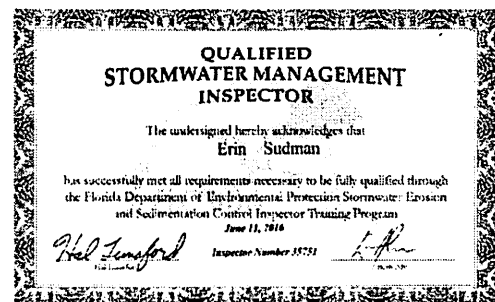 QUALIFIED
STORMWATER MANAGEMENT
INSPECTOR
The undersigned hereby acknowledges that
Erin Sudman
has successfully met all requirements necessary to be fully qualified through
the Florida Department of Environmental Protection Stormwater Erosion
and Sedimentation Control Inspector Training Program
June 13, 2016
Hal Lunsford Inspector Number 35751